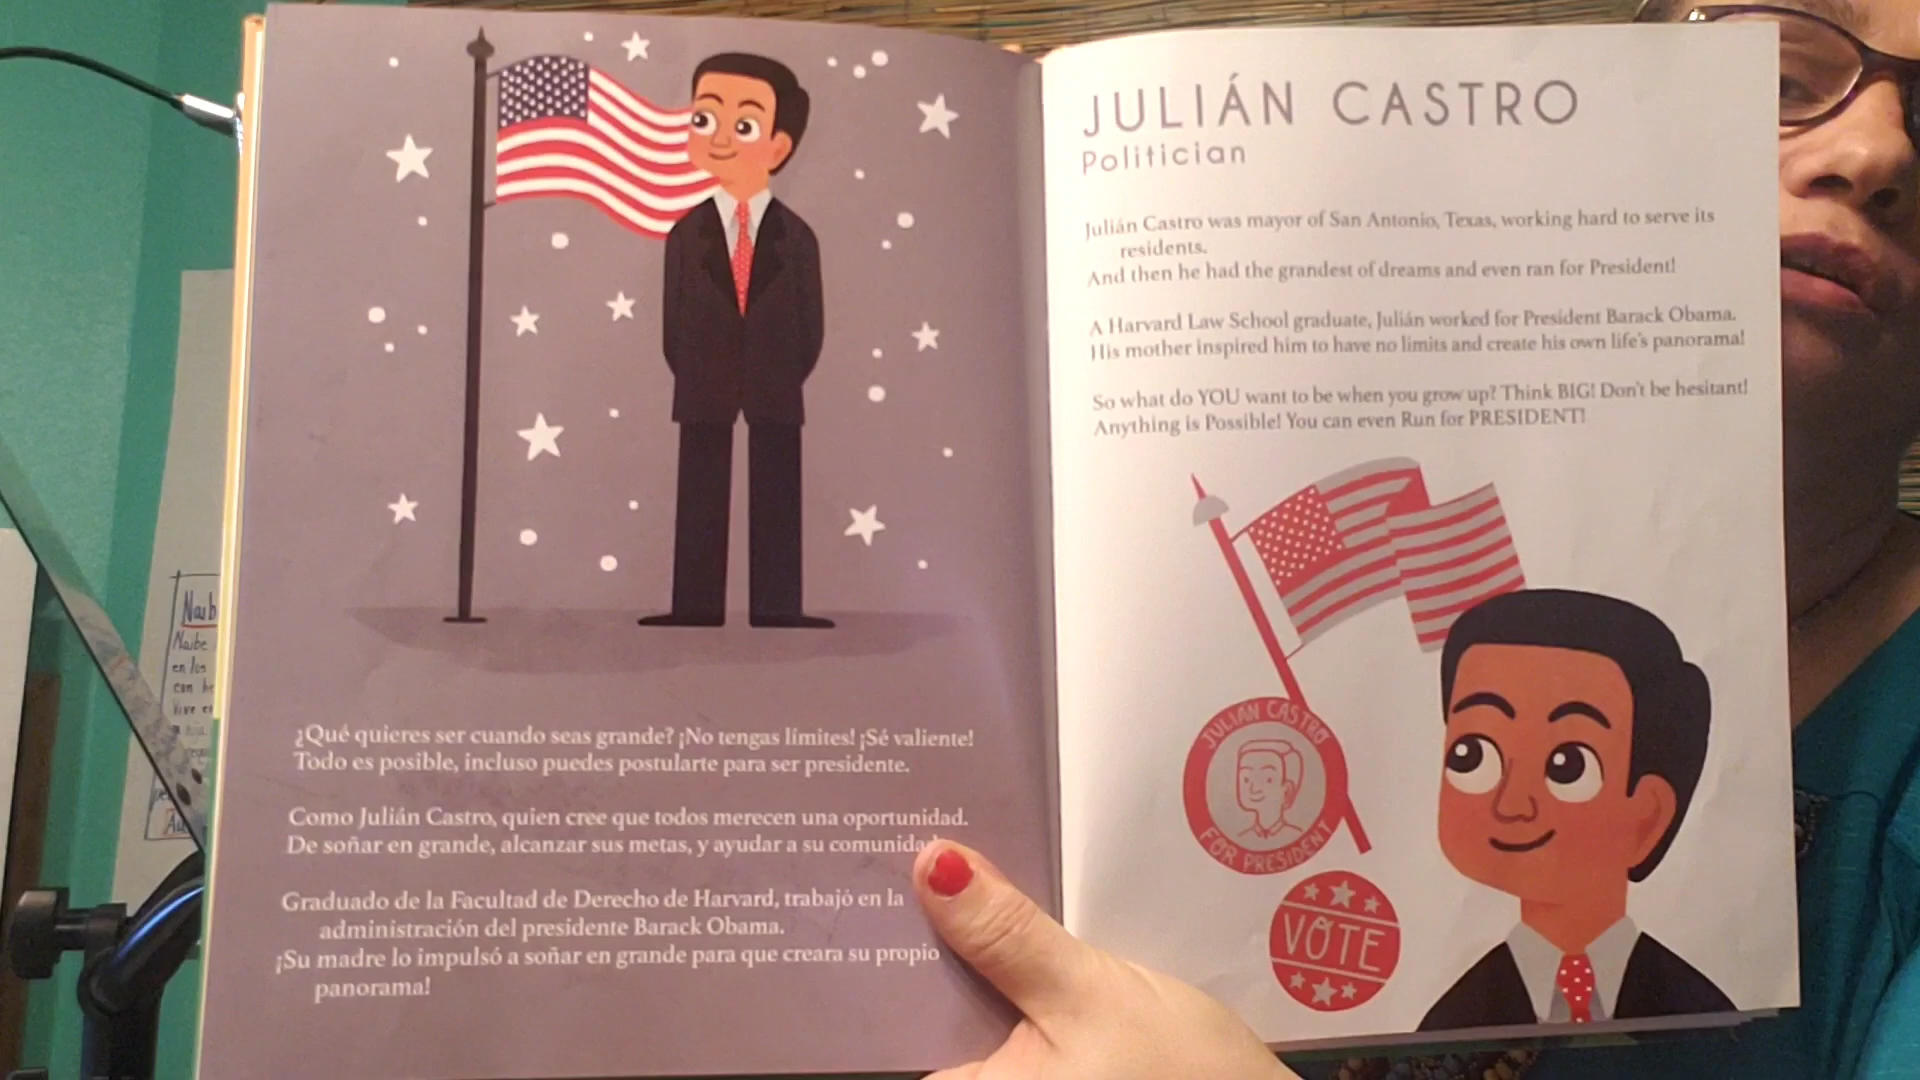 ¿Qué quieres ser cuando seas grande? ¡No tengas límites! ¡Sé valiente!
Todo es posible, incluso puedes postularte para ser presidente.
Como Julián Castro, quien cree que todos merecen una oportunidad.
De soñar en grande, alcanzar sus metas, y ayudar a su
Graduado de la Facultad de Derecho de Harvard, trabajó en la
administración del presidente Barack Obama.
¡Su madre lo impulsó a soñar en grande para que creara su propio
panorama!
JULIÁN CASTRO
Politician
Julián Castro was mayor of San Antonio, Texas, working hard to serve its
residents.
And then he had the grandest of dreams and even ran for President!
A Harvard Law School graduate, Julián worked for President Barack Obama.
His mother inspired him to have no limits and create his own life's panorama!
So what do YOU want to be when you grow up? Think BIG! Don't be hesitant!
Anything is Possible! You can even Run for PRESIDENT!
JULIÁN CASTRO
FOR PRESIDENT
VOTE
Naibe
en los